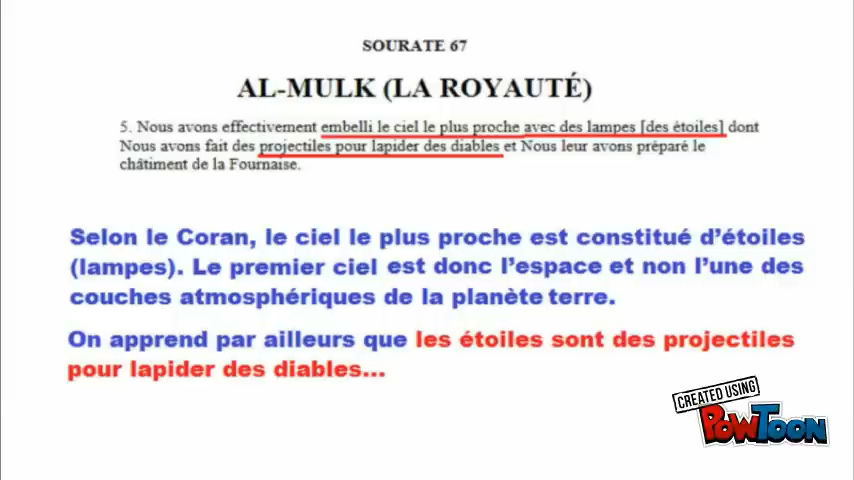 SOURATE 67
AL-MULK (LA ROYAUTÉ)
5. Nous avons effectivement embelli le ciel le plus proche avec des lampes [des étoiles] dont
Nous avons fait des projectiles pour lapider des diables et Nous leur avons préparé le
châtiment de la Fournaise.
Selon le Coran, le ciel le plus proche est constitué d’étoiles
(lampes). Le premier ciel est donc l’espace et non l’une des
couches atmosphériques de la planète terre.
On apprend par ailleurs que les étoiles sont des projectiles
pour lapider des diables...
CREATED USING
POWTOON